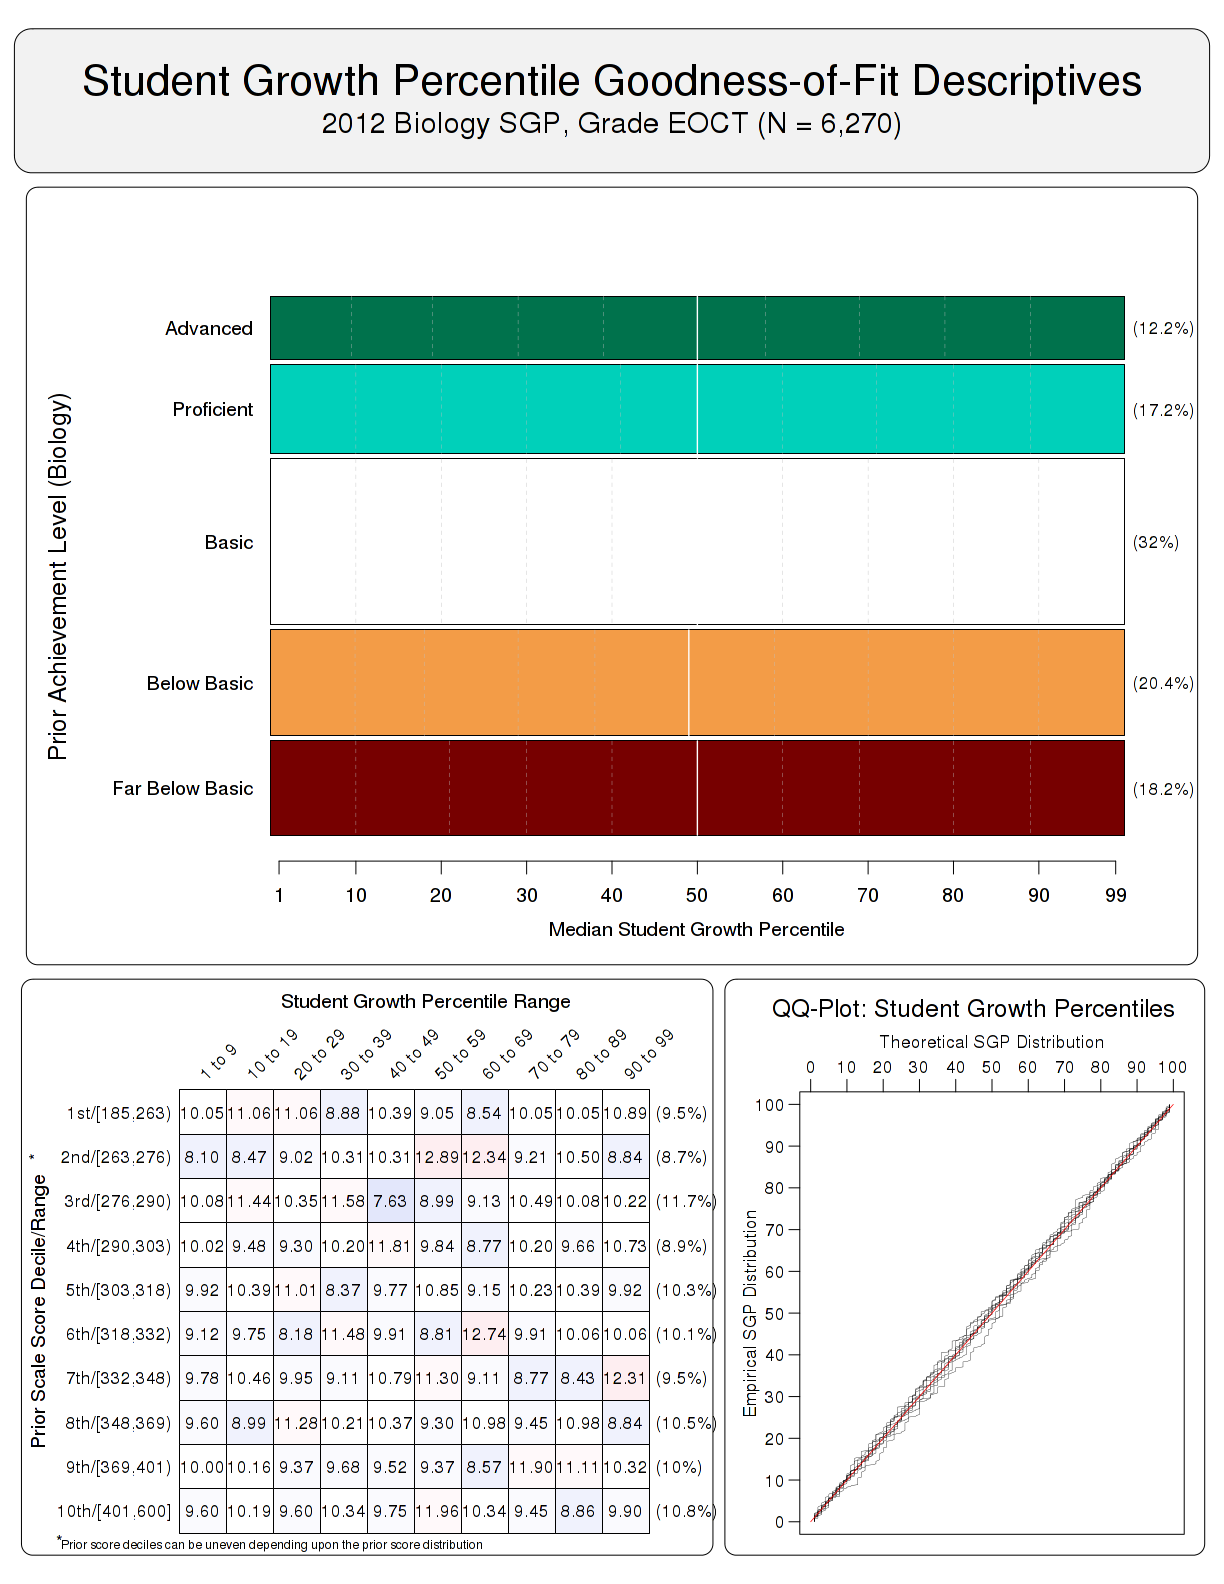 Student Growth Percentile Goodness-of-Fit Descriptives
2012 Biology SGP, Grade EOCT (N = 6,270)
Prior Achievement Level (Biology)
Advanced (12.2%)
Proficient (17.2%)
Basic (32%)
Below Basic (20.4%)
Far Below Basic (18.2%)
1 10 20 30 40 50 60 70 80 90 99
Median Student Growth Percentile
Student Growth Percentile Range
1 to 9 10 to 19 20 to 29 30 to 39 40 to 49 50 to 59 60 to 69 70 to 79 80 to 89 90 to 99
Prior Scale Score Decile/Range *
1st/[185,263) 10.05 11.06 11.06 8.88 10.39 9.05 8.54 10.05 10.05 10.89 (9.5%)
2nd/[263,276) 8.10 8.47 9.02 10.31 10.31 12.89 12.34 9.21 10.50 8.84 (8.7%)
3rd/[276,290) 10.08 11.44 10.35 11.58 7.63 8.99 9.13 10.49 10.08 10.22 (11.7%)
4th/[290,303) 10.02 9.48 9.30 10.20 11.81 9.84 8.77 10.20 9.66 10.73 (8.9%)
5th/[303,318) 9.92 10.39 11.01 8.37 9.77 10.85 9.15 10.23 10.39 9.92 (10.3%)
6th/[318,332) 9.12 9.75 8.18 11.48 9.91 8.81 12.74 9.91 10.06 10.06 (10.1%)
7th/[332,348) 9.78 10.46 9.95 9.11 10.79 11.30 9.11 8.77 8.43 12.31 (9.5%)
8th/[348,369) 9.60 8.99 11.28 10.21 10.37 9.30 10.98 9.45 10.98 8.84 (10.5%)
9th/[369,401) 10.00 10.16 9.37 9.68 9.52 9.37 8.57 11.90 11.11 10.32 (10%)
10th/[401,600] 9.60 10.19 9.60 10.34 9.75 11.96 10.34 9.45 8.86 9.90 (10.8%)
*Prior score deciles can be uneven depending upon the prior score distribution
QQ-Plot: Student Growth Percentiles
Theoretical SGP Distribution
0 10 20 30 40 50 60 70 80 90 100
Empirical SGP Distribution
100
90
80
70
60
50
40
30
20
10
0